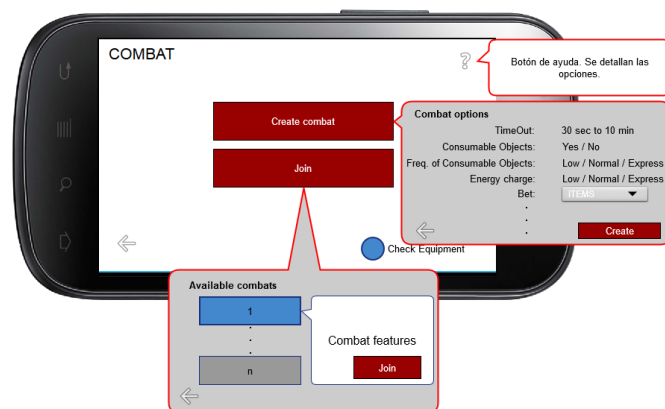 COMBAT
?
Botón de ayuda. Se detallan las
opciones.
Create combat
Join
Check Equipment
Combat options
TimeOut: 30 sec to 10 min
Consumable Objects: Yes / No
Freq. of Consumable Objects: Low / Normal / Express
Energy charge: Low / Normal / Express
Bet: ITEMS
.
.
.
Create
Available combats
1
.
.
.
n
Combat features
Join